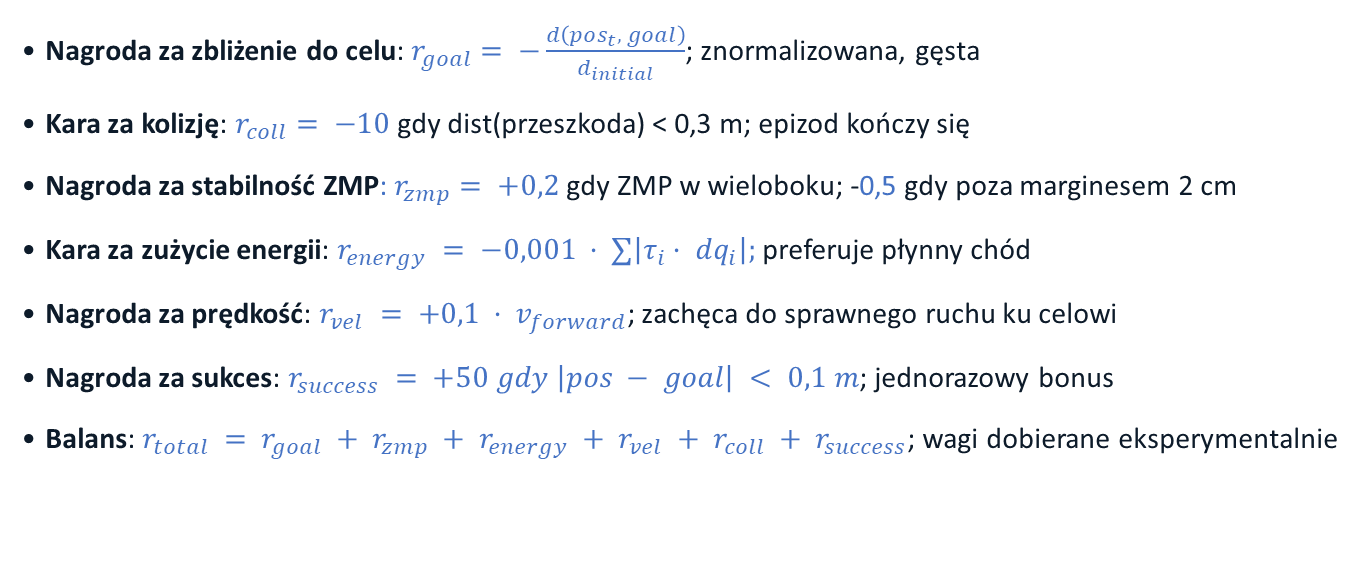 • Nagroda za zbliżenie do celu: r_goal = − d(pos_t, goal) / d_initial; znormalizowana, gęsta
• Kara za kolizję: r_coll = −10 gdy dist(przeszkoda) < 0,3 m; epizod kończy się
• Nagroda za stabilność ZMP: r_zmp = +0,2 gdy ZMP w wieloboku; -0,5 gdy poza marginesem 2 cm
• Kara za zużycie energii: r_energy = −0,001 · ∑|τ_i · dq_i|; preferuje płynny chód
• Nagroda za prędkość: r_vel = +0,1 · v_forward; zachęca do sprawnego ruchu ku celowi
• Nagroda za sukces: r_success = +50 gdy |pos − goal| < 0,1 m; jednorazowy bonus
• Balans: r_total = r_goal + r_zmp + r_energy + r_vel + r_coll + r_success; wagi dobierane eksperymentalnie